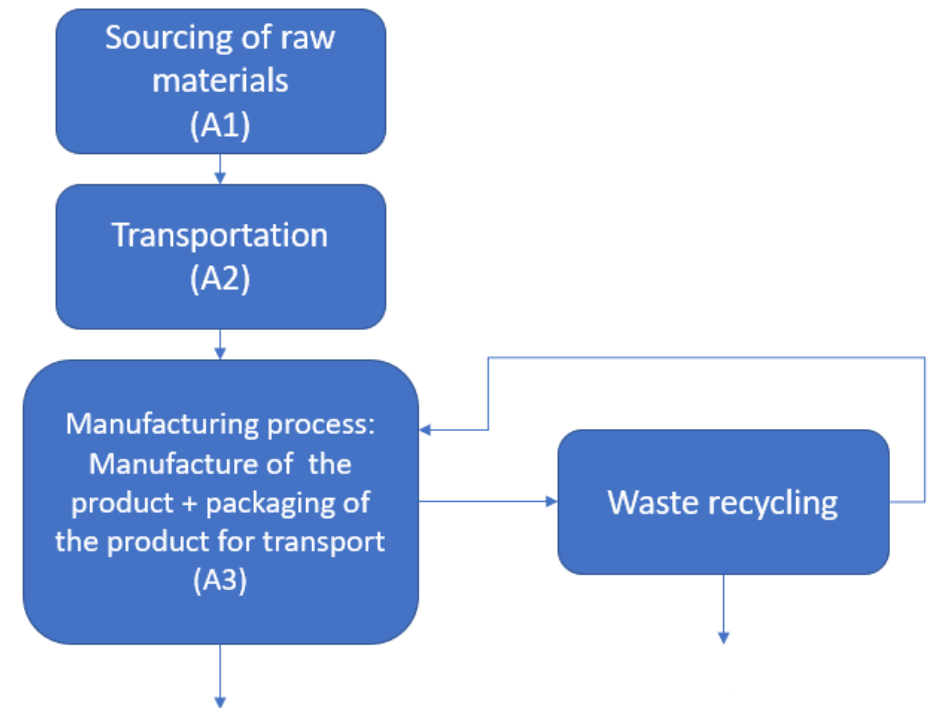 Sourcing of raw
materials
(A1)
Transportation
(A2)
Manufacturing process:
Manufacture of the
product + packaging of
the product for transport
(A3)
Waste recycling